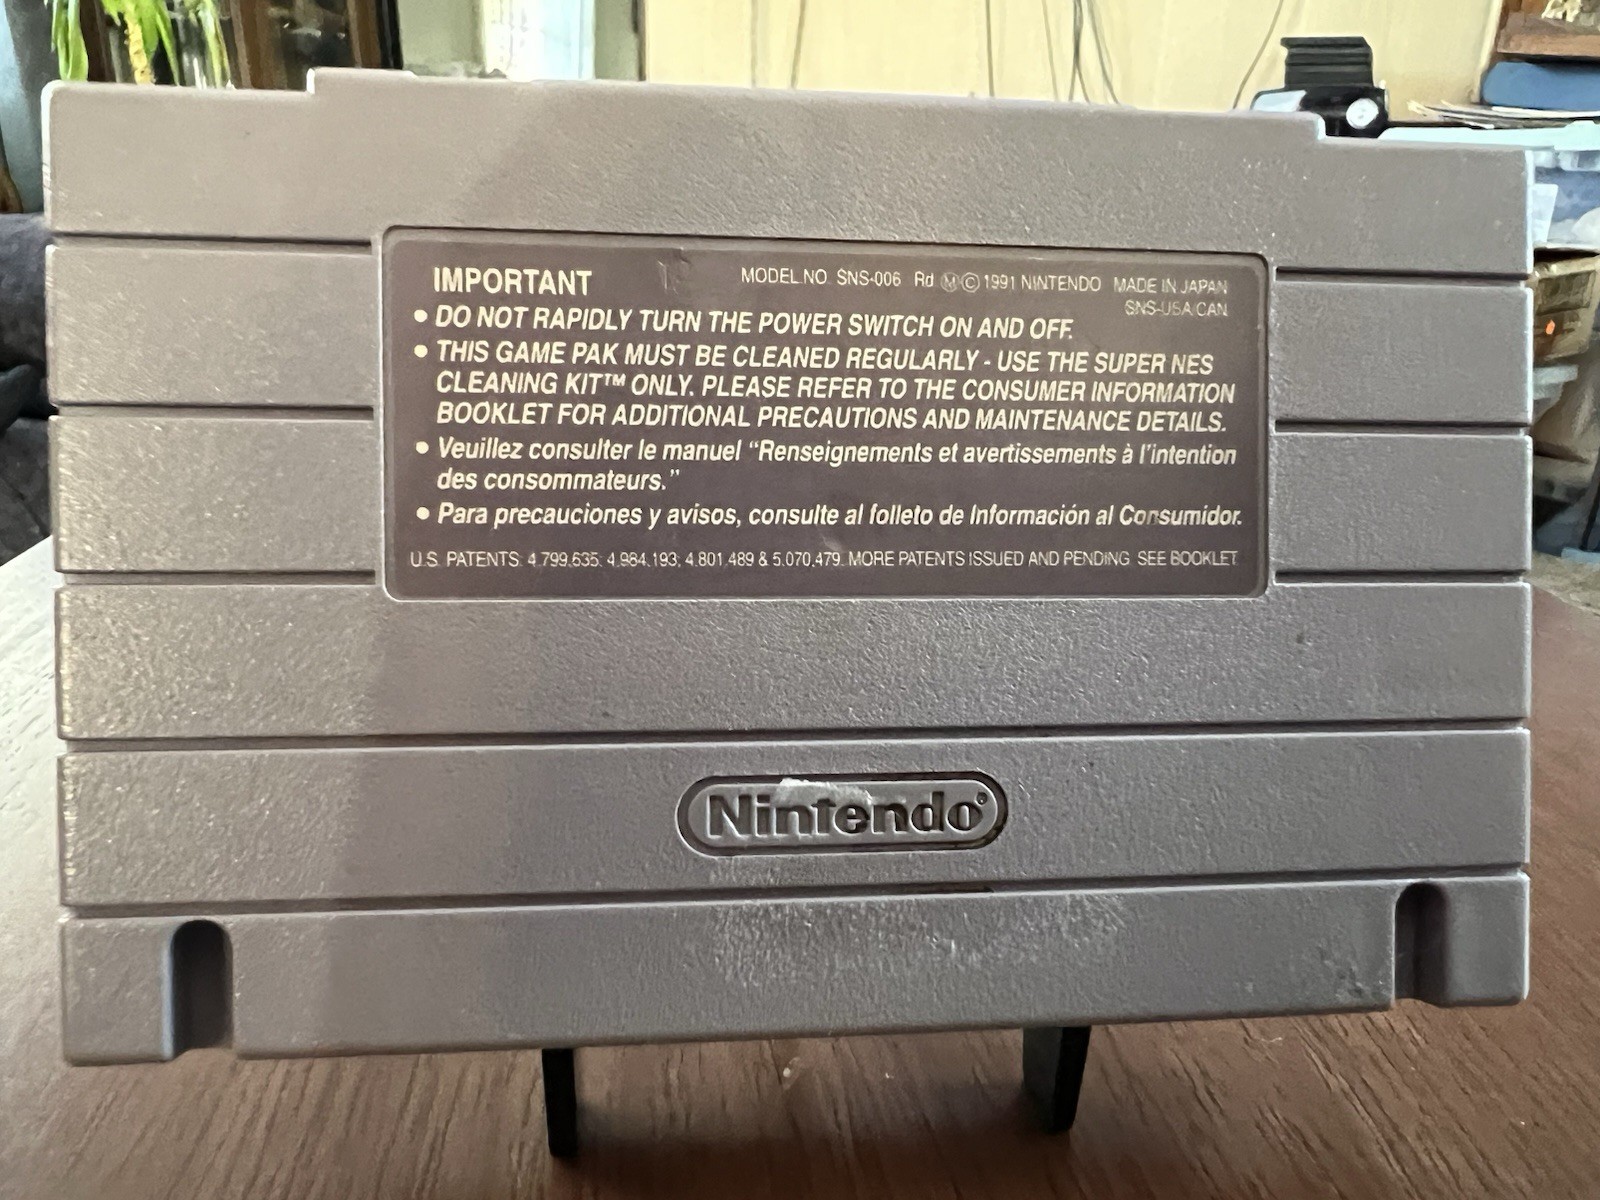 IMPORTANT
MODEL NO. SNS-006 Rd Ⓜ©1991 NINTENDO MADE IN JAPAN
SNS-USA/CAN
• DO NOT RAPIDLY TURN THE POWER SWITCH ON AND OFF.
• THIS GAME PAK MUST BE CLEANED REGULARLY - USE THE SUPER NES
CLEANING KIT™ ONLY. PLEASE REFER TO THE CONSUMER INFORMATION
BOOKLET FOR ADDITIONAL PRECAUTIONS AND MAINTENANCE DETAILS.
• Veuillez consulter le manuel “Renseignements et avertissements à l'intention
des consommateurs.”
• Para precauciones y avisos, consulte al folleto de Información al Consumidor.
U.S. PATENTS: 4,799,635; 4,984,193; 4,801,489 & 5,070,479. MORE PATENTS ISSUED AND PENDING SEE BOOKLET
Nintendo®